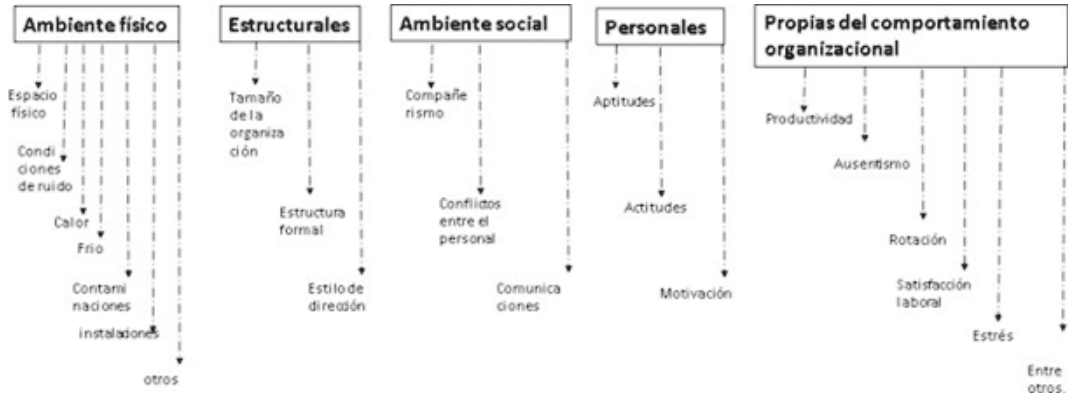 Ambiente físico
Espacio
físico
Condi
ciones
de ruido
Calor
Frio
Contami
naciones
instalaciones
otros
Estructurales
Tamaño
de la
organiza
ción
Estructura
formal
Estilo de
dirección
Ambiente social
Compañe
rismo
Conflictos
entre el
personal
Comunica
ciones
Personales
Aptitudes
Actitudes
Motivación
Propias del comportamiento
organizacional
Productividad
Ausentismo
Rotación
Satisfacción
laboral
Estrés
Entre
otros.